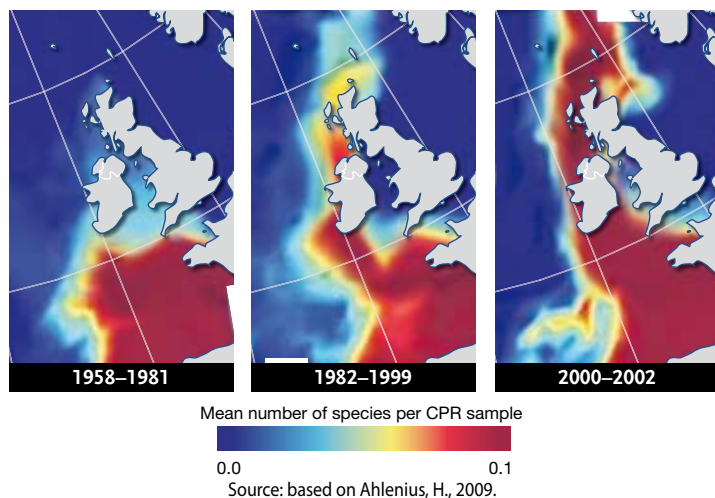 1958–1981
1982–1999
2000–2002
Mean number of species per CPR sample
0.0
0.1
Source: based on Ahlenius, H., 2009.